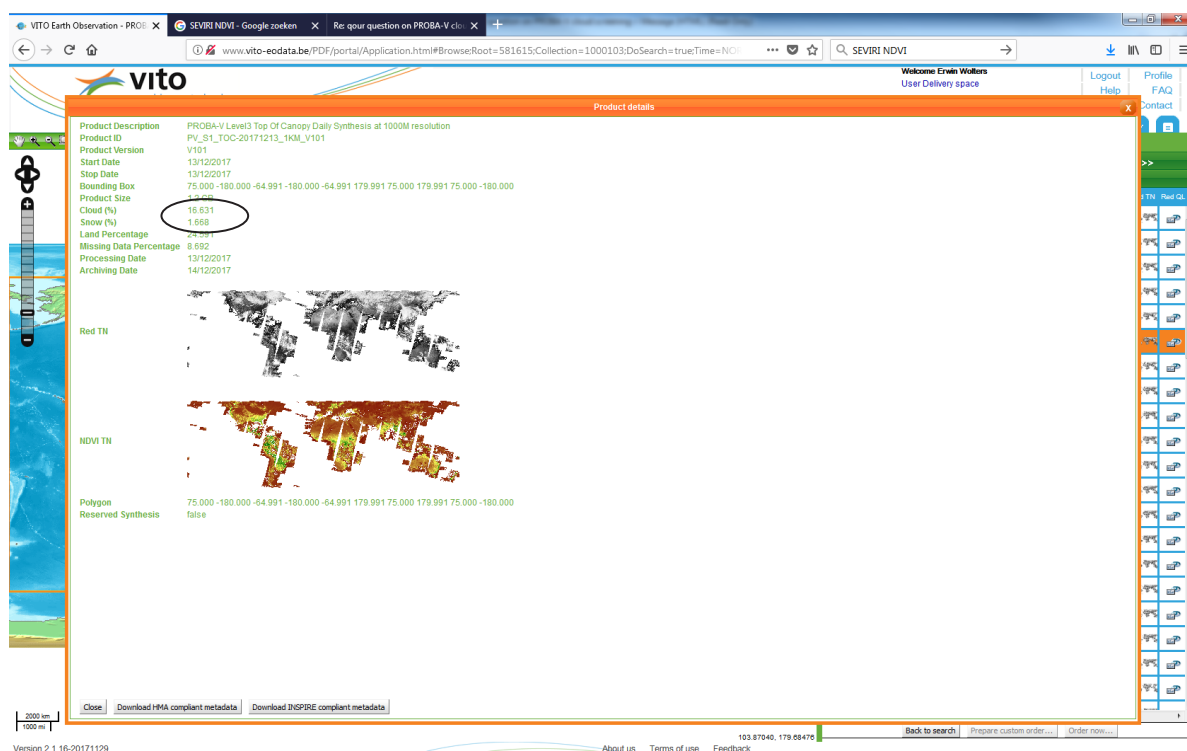 VITO Earth Observation - PROB
SEVIRI NDVI - Google zoeken
Re: qour question on PROBA-V clo
www.vito-eodata.be/PDF/portal/Application.html#Browse;Root=581615;Collection=1000103;DoSearch=true;Time=NO
SEVIRI NDVI
vito
Welcome Erwin Wolters
User Delivery space
Logout Profile
Help FAQ
Contact
Product details
x
>>
TN Red QL
Product Description PROBA-V Level3 Top Of Canopy Daily Synthesis at 1000M resolution
Product ID PV_S1_TOC-20171213_1KM_V101
Product Version V101
Start Date 13/12/2017
Stop Date 13/12/2017
Bounding Box 75.000 -180.000 -64.991 -180.000 -64.991 179.991 75.000 179.991 75.000 -180.000
Product Size 1.3 GB
Cloud (%) 16.631
Snow (%) 1.668
Land Percentage 24.591
Missing Data Percentage 8.692
Processing Date 13/12/2017
Archiving Date 14/12/2017
Red TN
NDVI TN
Polygon 75.000 -180.000 -64.991 -180.000 -64.991 179.991 75.000 179.991 75.000 -180.000
Reserved Synthesis false
Close Download HMA compliant metadata Download INSPIRE compliant metadata
2000 km
1000 mi
103.87040, 179.68476
Back to search Prepare custom order... Order now...
Version 2.1.16-20171129
About us Terms of use Feedback